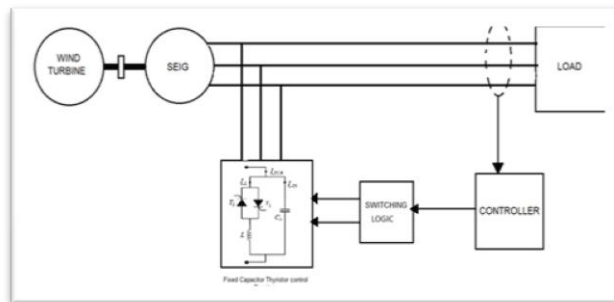 WIND
TURBINE
SEIG
LOAD
SWITCHING
LOGIC
CONTROLLER
Fixed Capacitor Thyristor control